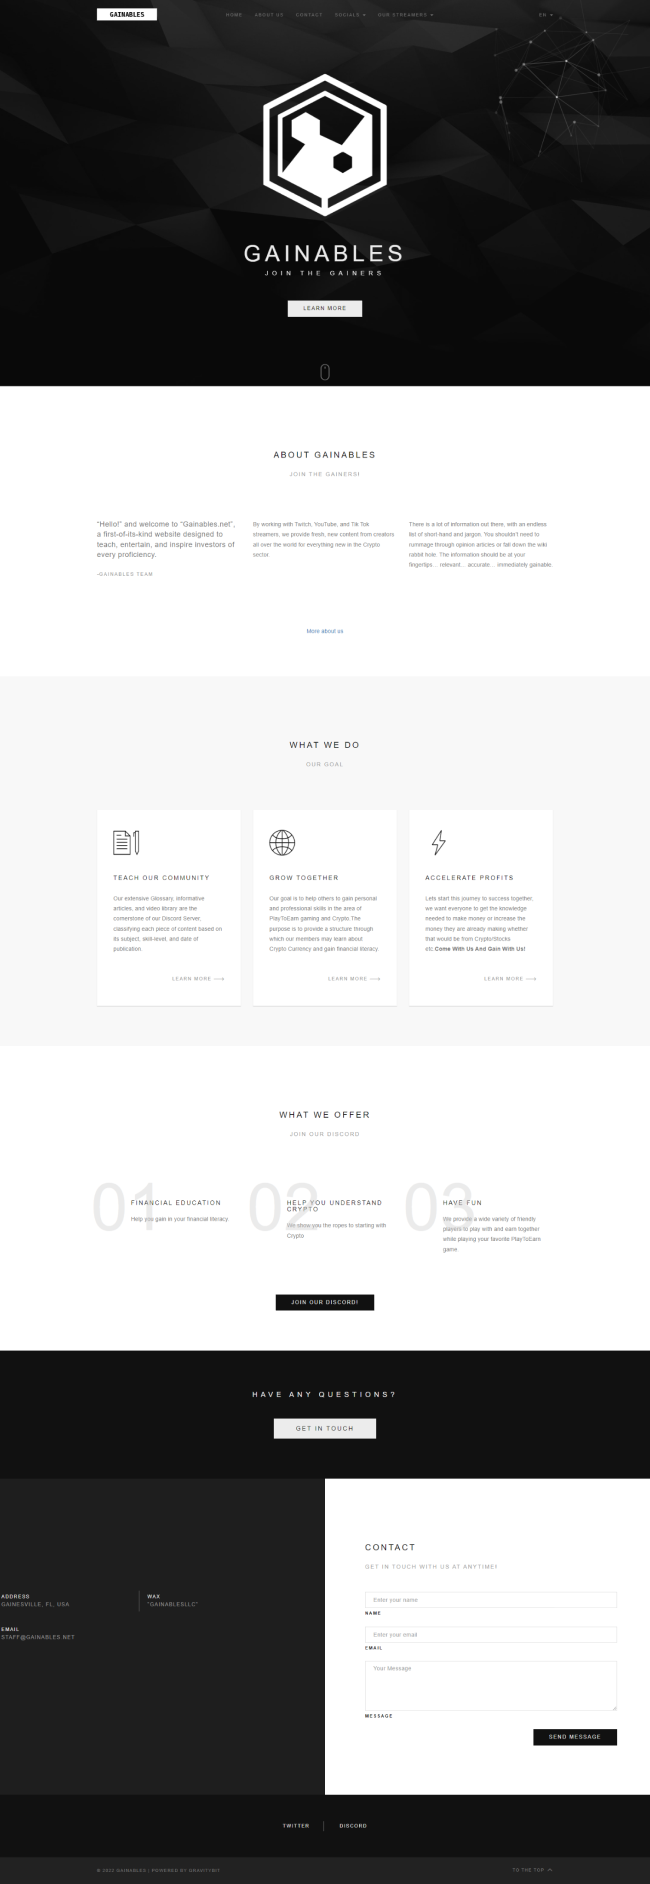 GAINABLES
HOME ABOUT US CONTACT SOCIALS OUR STREAMERS EN
GAINABLES
JOIN THE GAINERS
LEARN MORE
ABOUT GAINABLES
JOIN THE GAINERS!
"Hello!" and welcome to "Gainables.net",
a first-of-its-kind website designed to
teach, entertain, and inspire investors of
every proficiency.
-GAINABLES TEAM
By working with Twtch, YouTube, and Tik Tok
streamers, we provide fresh, new content from creators
all over the world for everything new in the Crypto
sector.
There is a lot of information out there, with an endless
list of short-hand and jargon. You shouldn't need to
rummage through opinion articles or fall down the wiki
rabbit hole. The information should be at your
fingertips... relevant... accurate... immediately gainable.
More about us
WHAT WE DO
OUR GOAL
TEACH OUR COMMUNITY
Our extensive Glossary, informative
articles, and video library are the
cornerstone of our Discord Server,
classifying each piece of content based on
its subject, skill-level, and date of
publication
LEARN MORE
GROW TOGETHER
Our goal is to help others to gain personal
and professional skills in the area of
PlayToEarn gaming and Crypto.The
purpose is to provide a structure through
which our members may learn about
Crypto Currency and gain financial literacy.
LEARN MORE
ACCELERATE PROFITS
Lets start this journey to success together,
we want everyone to get the knowledge
needed to make money or increase the
money they are already making whether
that would be from Crypto/Stocks
etc Come With Us And Gain With Us!
LEARN MORE
WHAT WE OFFER
JOIN OUR DISCORD
01
FINANCIAL EDUCATION
Help you gain in your financial literacy.
02
HELP YOU UNDERSTAND
CRYPTO
We show you the ropes to starting with
Crypto
03
HAVE FUN
We provide a wide variety of friendly
players to play with and earn together
while playing your favorite PlayToEarn
game.
JOIN OUR DISCORD!
HAVE ANY QUESTIONS?
GET IN TOUCH
ADDRESS
GAINESVILLE, FL, USA
WAX
"GAINABLESLLC"
EMAIL
STAFF@GAINABLES.NET
CONTACT
GET IN TOUCH WITH US AT ANYTIME!
Enter your name
NAME
Enter your email
EMAIL
Your Message
MESSAGE
SEND MESSAGE
TWITTER
DISCORD
© 2022 GAINABLES | POWERED BY GRAVITYBIT
TO THE TOP